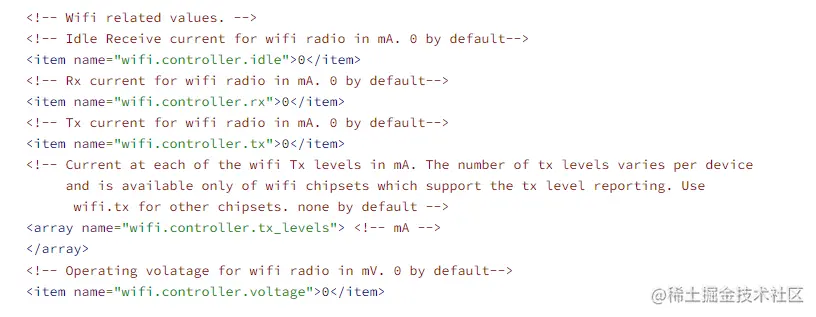 <!-- Wifi related values. -->
<!-- Idle Receive current for wifi radio in mA. 0 by default-->
<item name="wifi.controller.idle">0</item>
<!-- Rx current for wifi radio in mA. 0 by default-->
<item name="wifi.controller.rx">0</item>
<!-- Tx current for wifi radio in mA. 0 by default-->
<item name="wifi.controller.tx">0</item>
<!-- Current at each of the wifi Tx levels in mA. The number of tx levels varies per device
and is available only of wifi chipsets which support the tx level reporting. Use
wifi.tx for other chipsets. none by default -->
<array name="wifi.controller.tx_levels"> <!-- mA -->
</array>
<!-- Operating volatage for wifi radio in mV. 0 by default-->
<item name="wifi.controller.voltage">0</item>
@稀土掘金技术社区